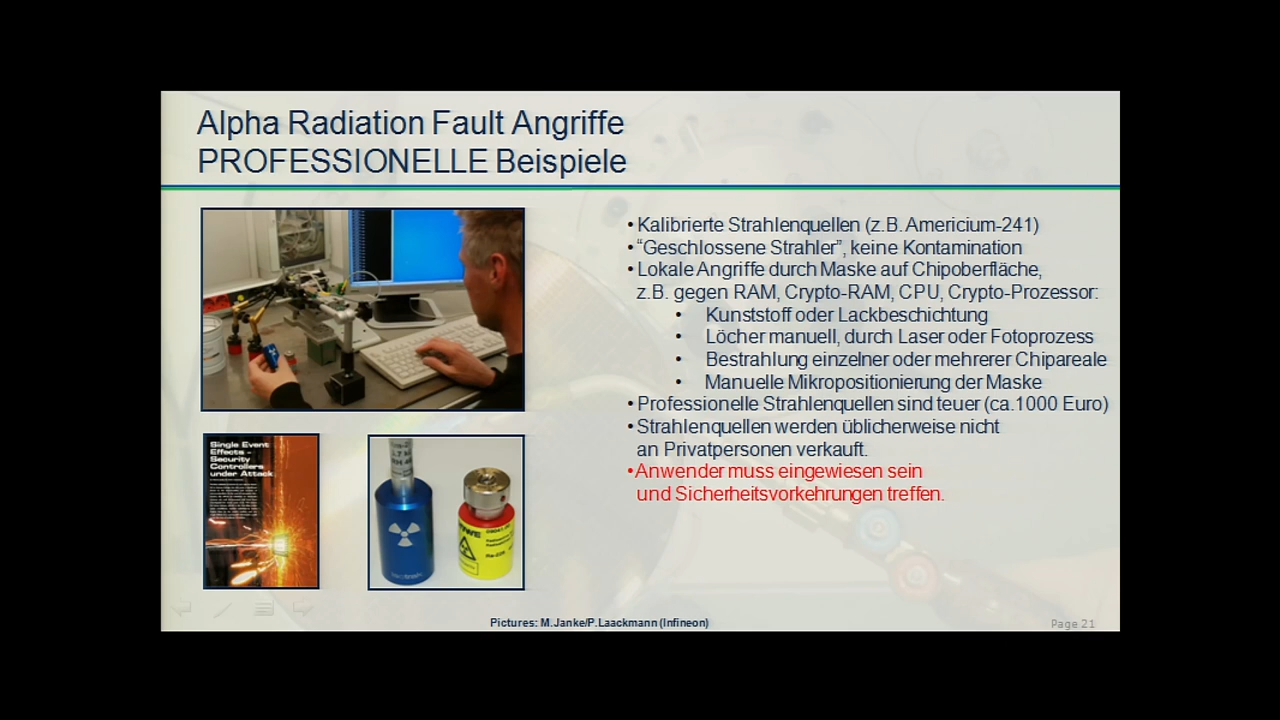 Alpha Radiation Fault Angriffe
PROFESSIONELLE Beispiele
• Kalibrierte Strahlenquellen (z.B. Americium-241)
• “Geschlossene Strahler”, keine Kontamination
• Lokale Angriffe durch Maske auf Chipoberfläche,
z.B. gegen RAM, Crypto-RAM, CPU, Crypto-Prozessor:
• Kunststoff oder Lackbeschichtung
• Löcher manuell, durch Laser oder Fotoprozess
• Bestrahlung einzelner oder mehrerer Chipareale
• Manuelle Mikropositionierung der Maske
• Professionelle Strahlenquellen sind teuer (ca.1000 Euro)
• Strahlenquellen werden üblicherweise nicht
an Privatpersonen verkauft.
• Anwender muss eingewiesen sein
und Sicherheitsvorkehrungen treffen.
Single Event
Effects –
Security
Controllers
under Attack
Pictures: M.Janke/P.Laackmann (Infineon)
Page 21